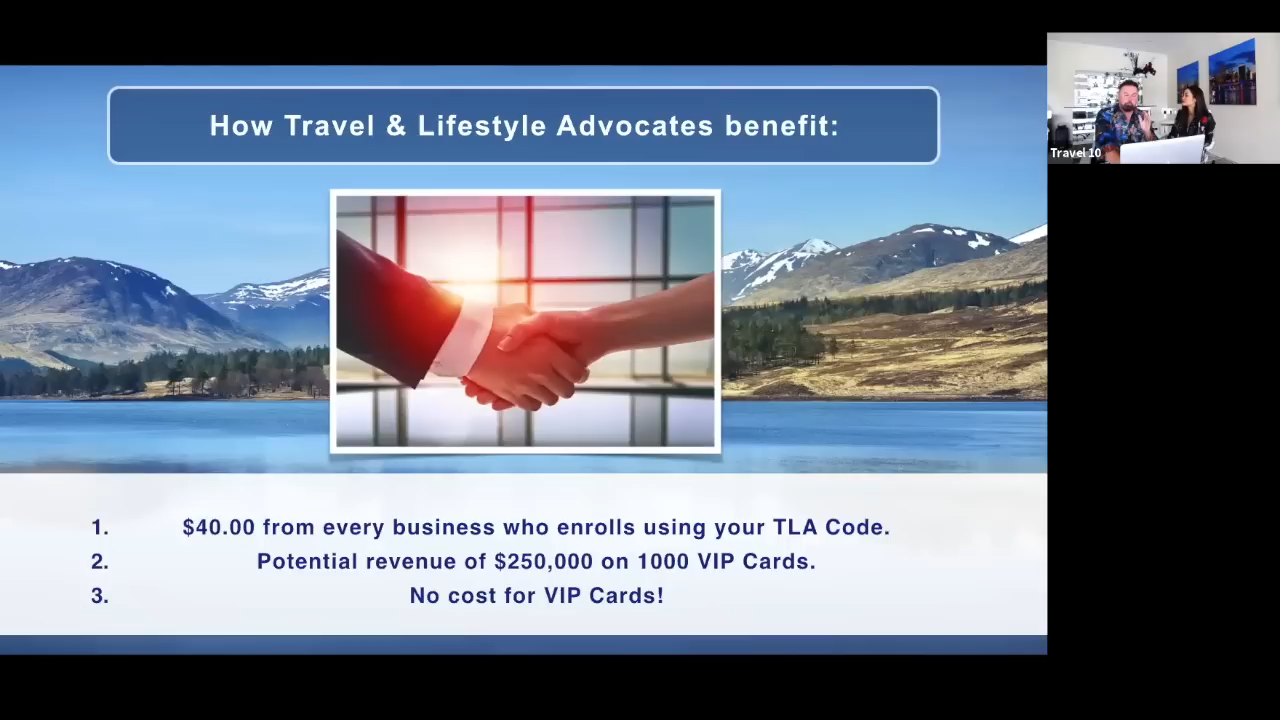 How Travel & Lifestyle Advocates benefit:
Travel 10
1. $40.00 from every business who enrolls using your TLA Code.
2. Potential revenue of $250,000 on 1000 VIP Cards.
3. No cost for VIP Cards!